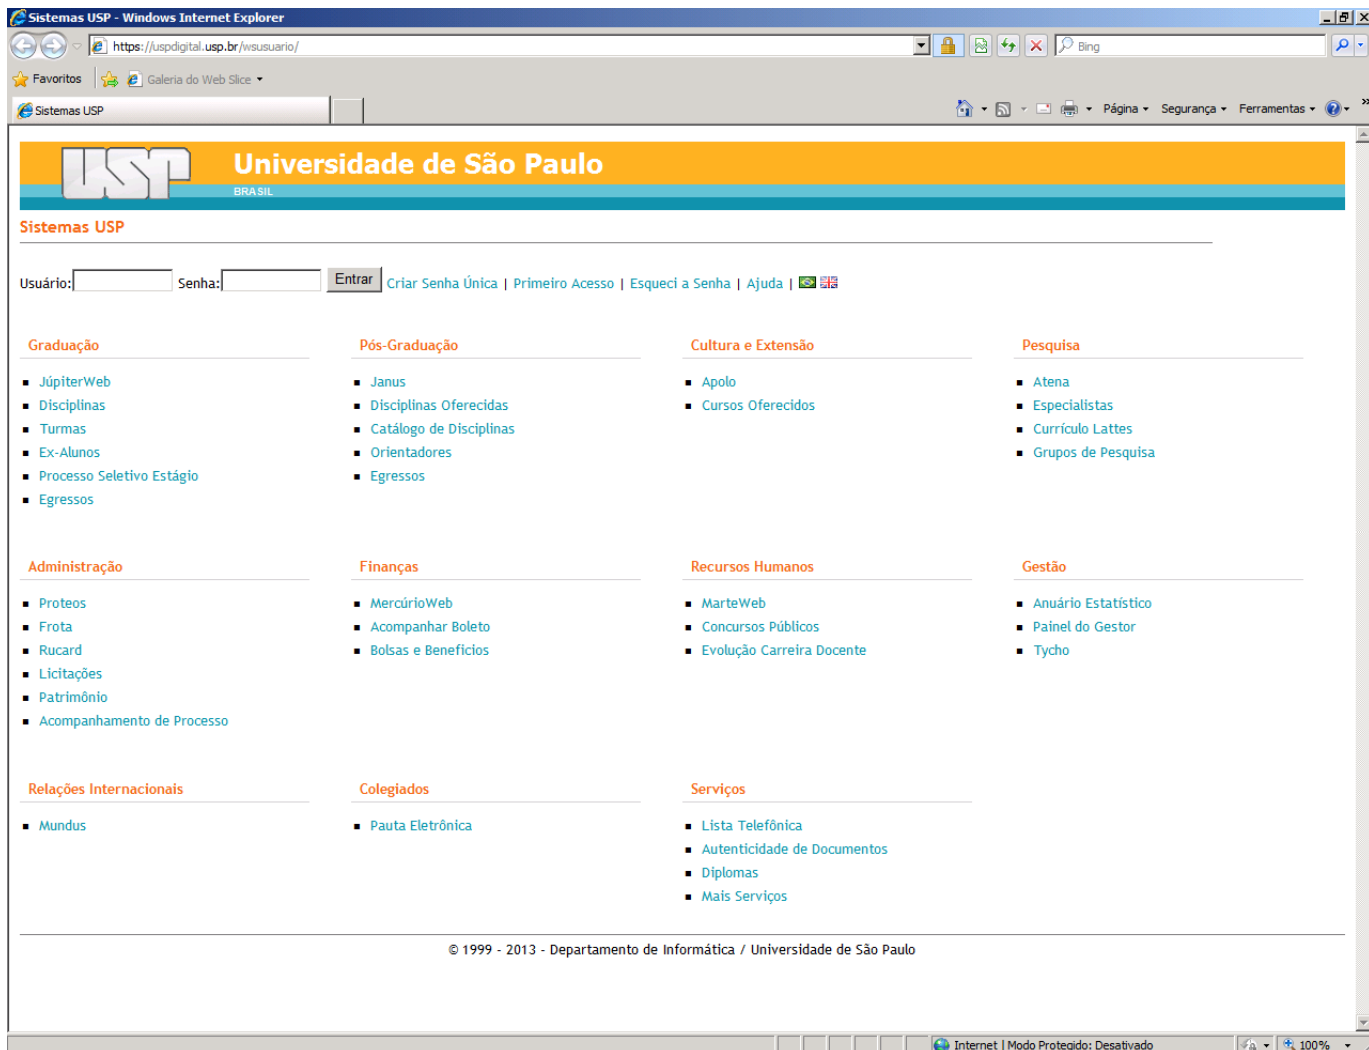 Sistemas USP - Windows Internet Explorer
https://uspdigital.usp.br/wsusuario/
Bing
Favoritos Galeria do Web Slice
Sistemas USP
Página Segurança Ferramentas
USP Universidade de São Paulo
BRASIL
Sistemas USP
Usuário: Senha: Entrar Criar Senha Única | Primeiro Acesso | Esqueci a Senha | Ajuda |
Graduação
JúpiterWeb
Disciplinas
Turmas
Ex-Alunos
Processo Seletivo Estágio
Egressos
Pós-Graduação
Janus
Disciplinas Oferecidas
Catálogo de Disciplinas
Orientadores
Egressos
Cultura e Extensão
Apolo
Cursos Oferecidos
Pesquisa
Atena
Especialistas
Currículo Lattes
Grupos de Pesquisa
Administração
Proteos
Frota
Rucard
Licitações
Patrimônio
Acompanhamento de Processo
Finanças
MercúrioWeb
Acompanhar Boleto
Bolsas e Benefícios
Recursos Humanos
MarteWeb
Concursos Públicos
Evolução Carreira Docente
Gestão
Anuário Estatístico
Painel do Gestor
Tycho
Relações Internacionais
Mundus
Colegiados
Pauta Eletrônica
Serviços
Lista Telefônica
Autenticidade de Documentos
Diplomas
Mais Serviços
© 1999 - 2013 - Departamento de Informática / Universidade de São Paulo
Internet | Modo Protegido: Desativado 100%